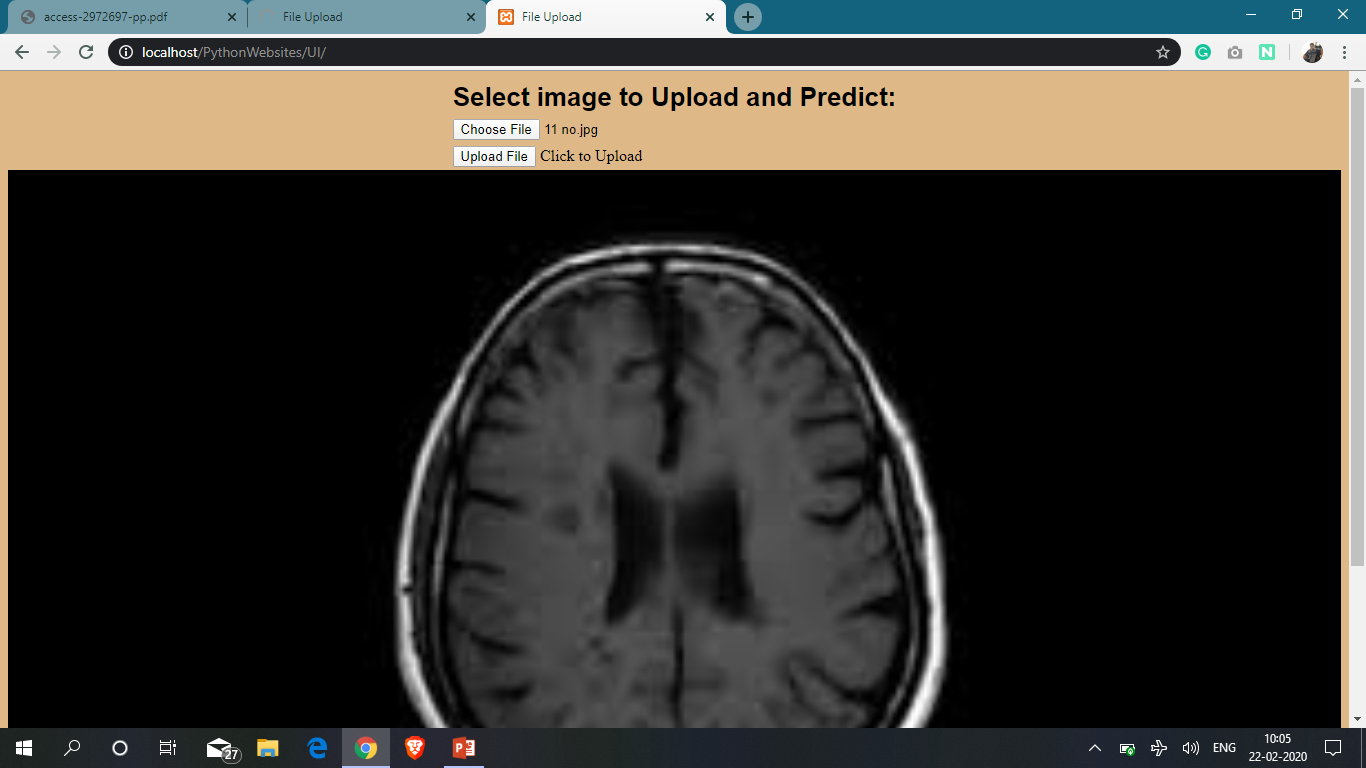 access-2972697-pp.pdf
File Upload
File Upload
localhost/PythonWebsites/UI/
Select image to Upload and Predict:
Choose File 11 no.jpg
Upload File Click to Upload
27
ENG
10:05
22-02-2020